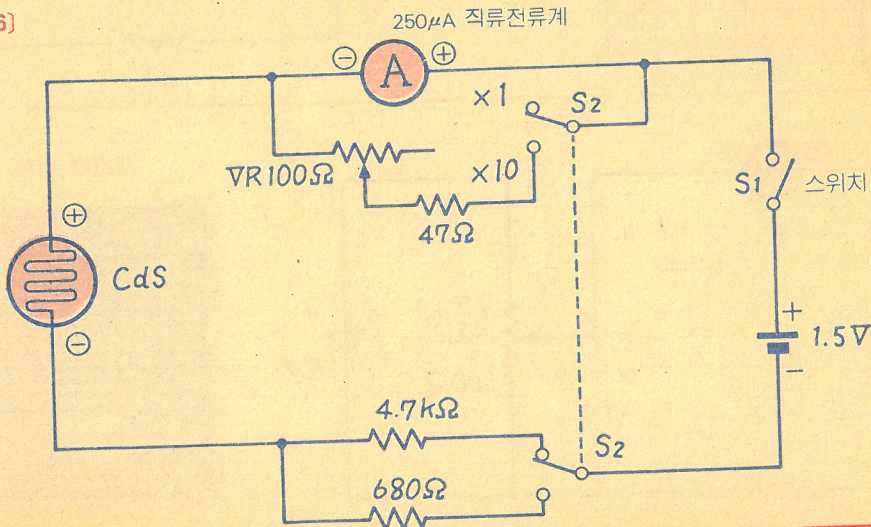 6]
250μA 직류전류계
⊖ A ⊕
×1 S2
∇R100Ω ×10
47Ω
S1 스위치
⊕
CdS
⊖
+
1.5V
-
4.7kΩ
S2
680Ω